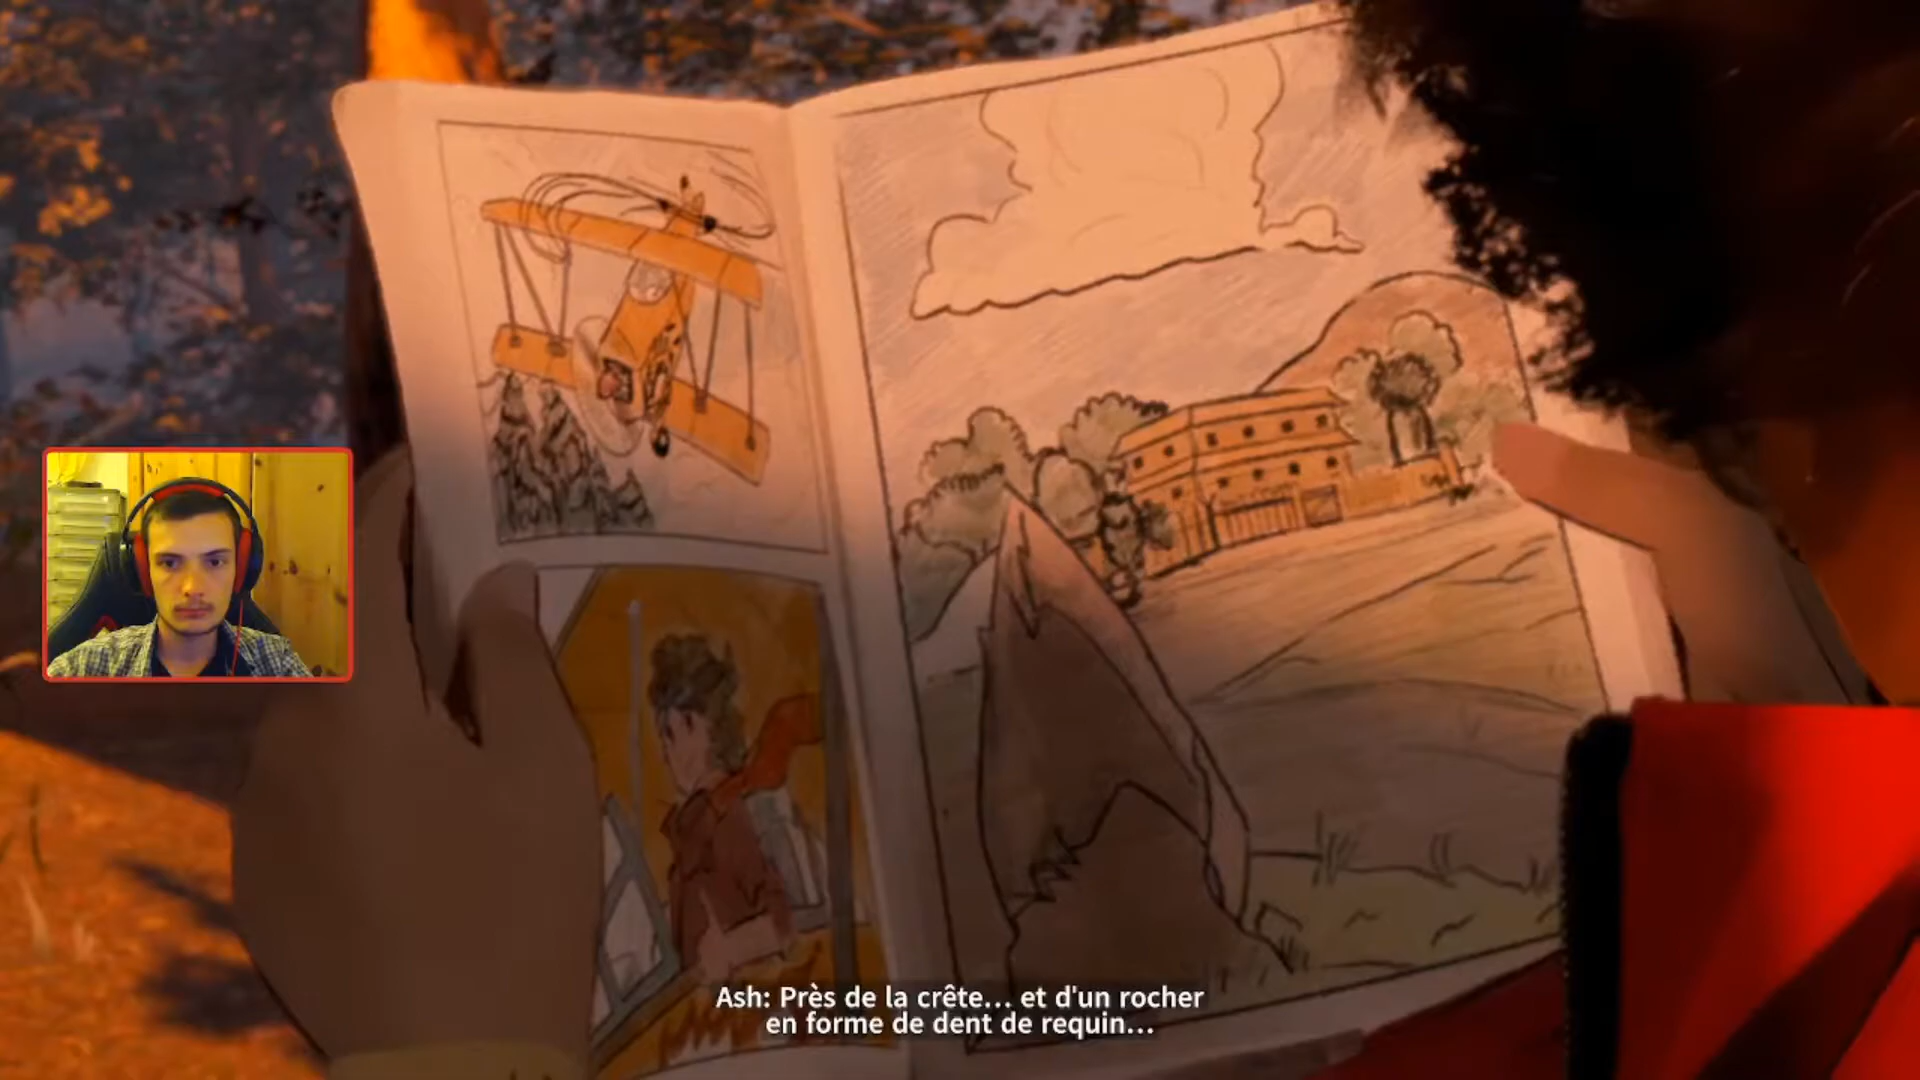 Ash: Près de la crête... et d'un rocher
en forme de dent de requin...